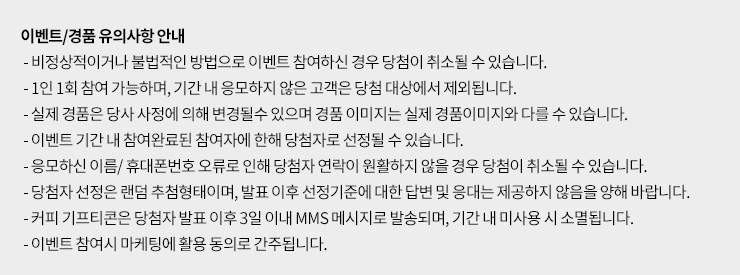 이벤트/경품 유의사항 안내
- 비정상적이거나 불법적인 방법으로 이벤트 참여하신 경우 당첨이 취소될 수 있습니다.
- 1인 1회 참여 가능하며, 기간 내 응모하지 않은 고객은 당첨 대상에서 제외됩니다.
- 실제 경품은 당사 사정에 의해 변경될수 있으며 경품 이미지는 실제 경품이미지와 다를 수 있습니다.
- 이벤트 기간 내 참여완료된 참여자에 한해 당첨자로 선정될 수 있습니다.
- 응모하신 이름/ 휴대폰번호 오류로 인해 당첨자 연락이 원활하지 않을 경우 당첨이 취소될 수 있습니다.
- 당첨자 선정은 랜덤 추첨형태이며, 발표 이후 선정기준에 대한 답변 및 응대는 제공하지 않음을 양해 바랍니다.
- 커피 기프티콘은 당첨자 발표 이후 3일 이내 MMS 메시지로 발송되며, 기간 내 미사용 시 소멸됩니다.
- 이벤트 참여시 마케팅에 활용 동의로 간주됩니다.